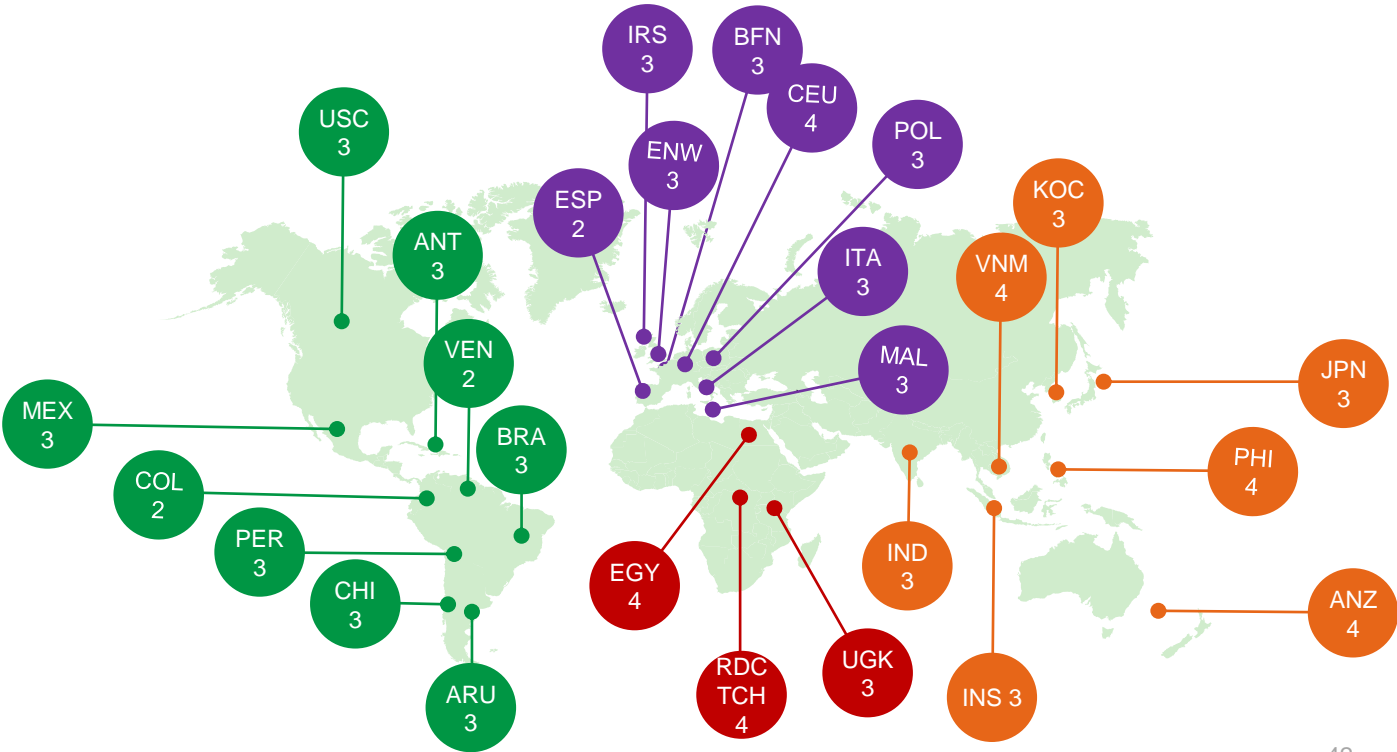 IRS
3
BFN
3
CEU
4
USC
3
POL
3
ENW
3
ESP
2
KOC
3
ANT
3
ITA
3
VNM
4
VEN
2
MAL
3
JPN
3
MEX
3
BRA
3
PHI
4
COL
2
PER
3
IND
3
EGY
4
CHI
3
ANZ
4
RDC
TCH
4
UGK
3
ARU
3
INS 3